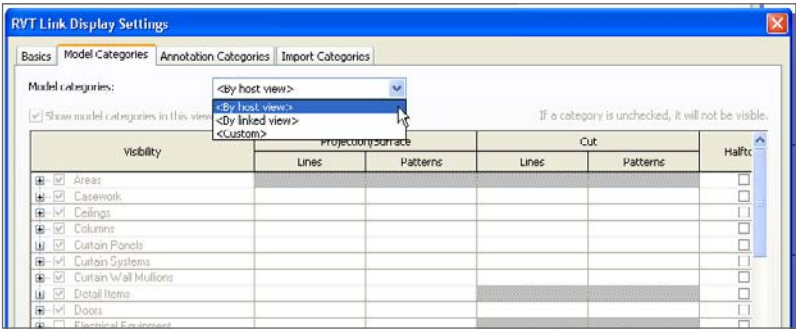 RVT Link Display Settings
Basics Model Categories Annotation Categories Import Categories
Model categories: <By host view>
<By host view>
<By linked view>
<Custom>
Show model categories in this view If a category is unchecked, it will not be visible.
Visibility Projection/Surface Cut Halfto
Lines Patterns Lines Patterns
Areas
Casework
Ceilings
Columns
Curtain Panels
Curtain Systems
Curtain Wall Mullions
Detail Items
Doors
Electrical Equipment